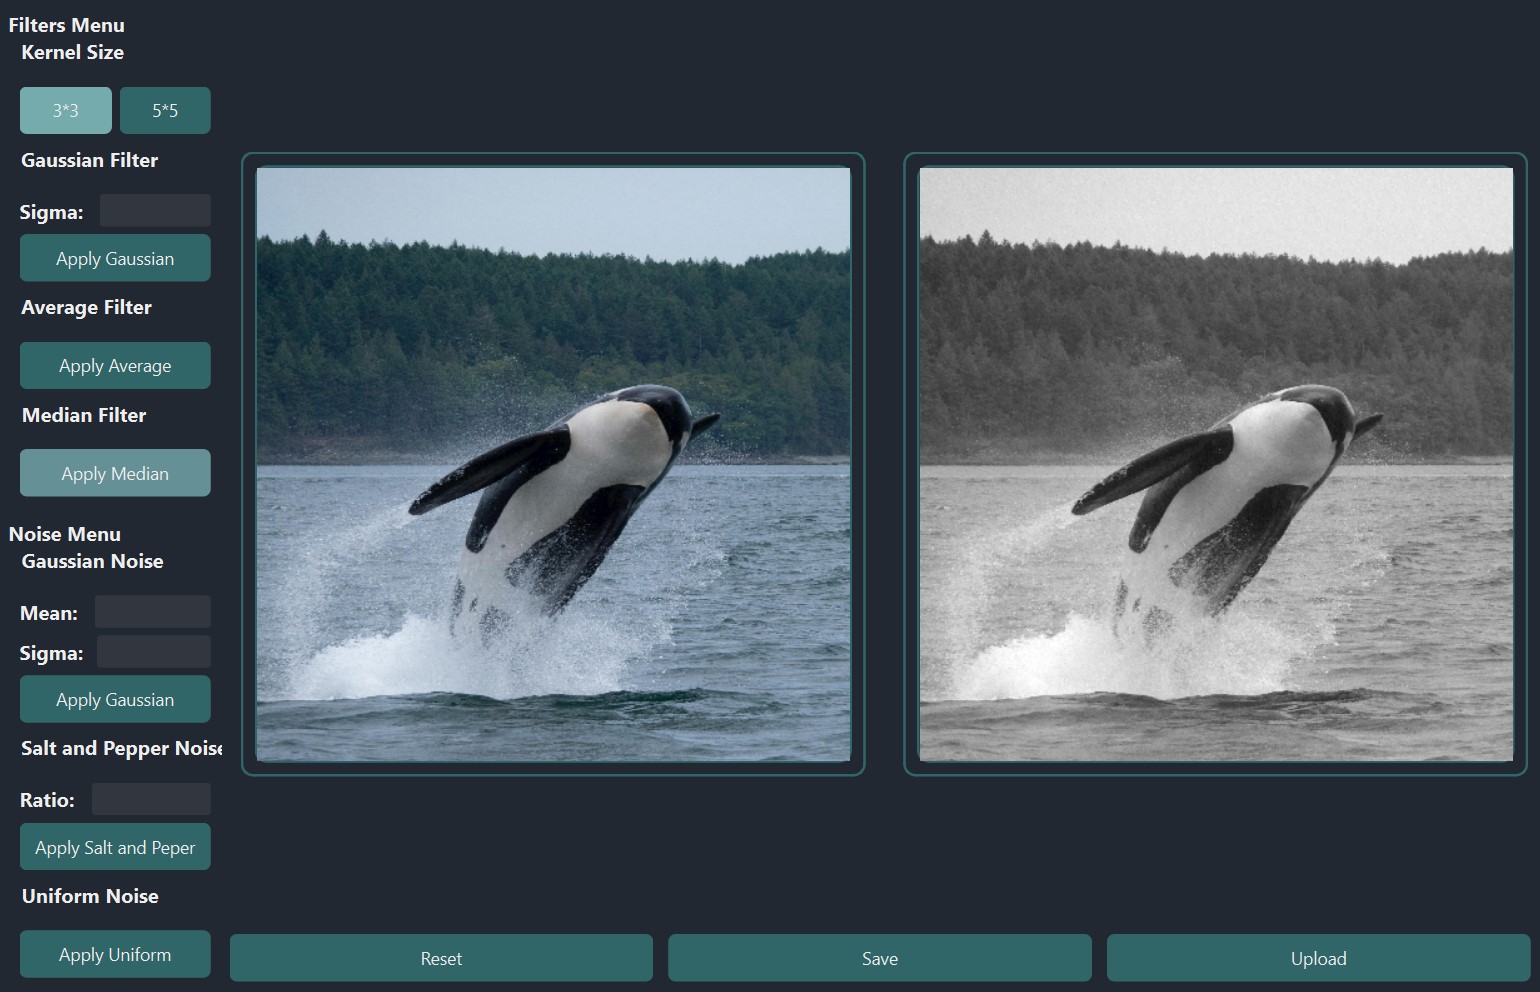 Filters Menu
Kernel Size
3*3 5*5
Gaussian Filter
Sigma:
Apply Gaussian
Average Filter
Apply Average
Median Filter
Apply Median
Noise Menu
Gaussian Noise
Mean:
Sigma:
Apply Gaussian
Salt and Pepper Noise
Ratio:
Apply Salt and Peper
Uniform Noise
Apply Uniform
Reset Save Upload